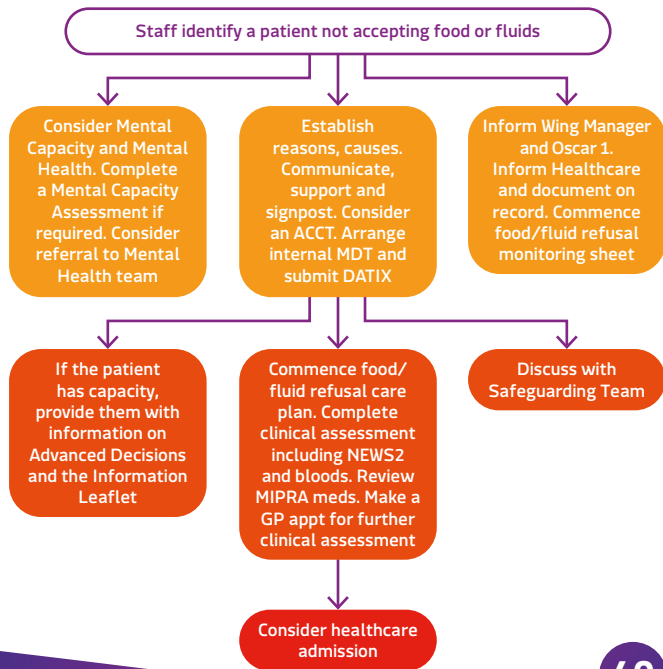 Staff identify a patient not accepting food or fluids
Consider Mental
Capacity and Mental
Health. Complete
a Mental Capacity
Assessment if
required. Consider
referral to Mental
Health team
Establish
reasons, causes.
Communicate,
support and
signpost. Consider
an ACCT. Arrange
internal MDT and
submit DATIX
Inform Wing Manager
and Oscar 1.
Inform Healthcare
and document on
record. Commence
food/fluid refusal
monitoring sheet
If the patient
has capacity,
provide them with
information on
Advanced Decisions
and the Information
Leaflet
Commence food/
fluid refusal care
plan. Complete
clinical assessment
including NEWS2
and bloods. Review
MIPRA meds. Make a
GP appt for further
clinical assessment
Discuss with
Safeguarding Team
Consider healthcare
admission